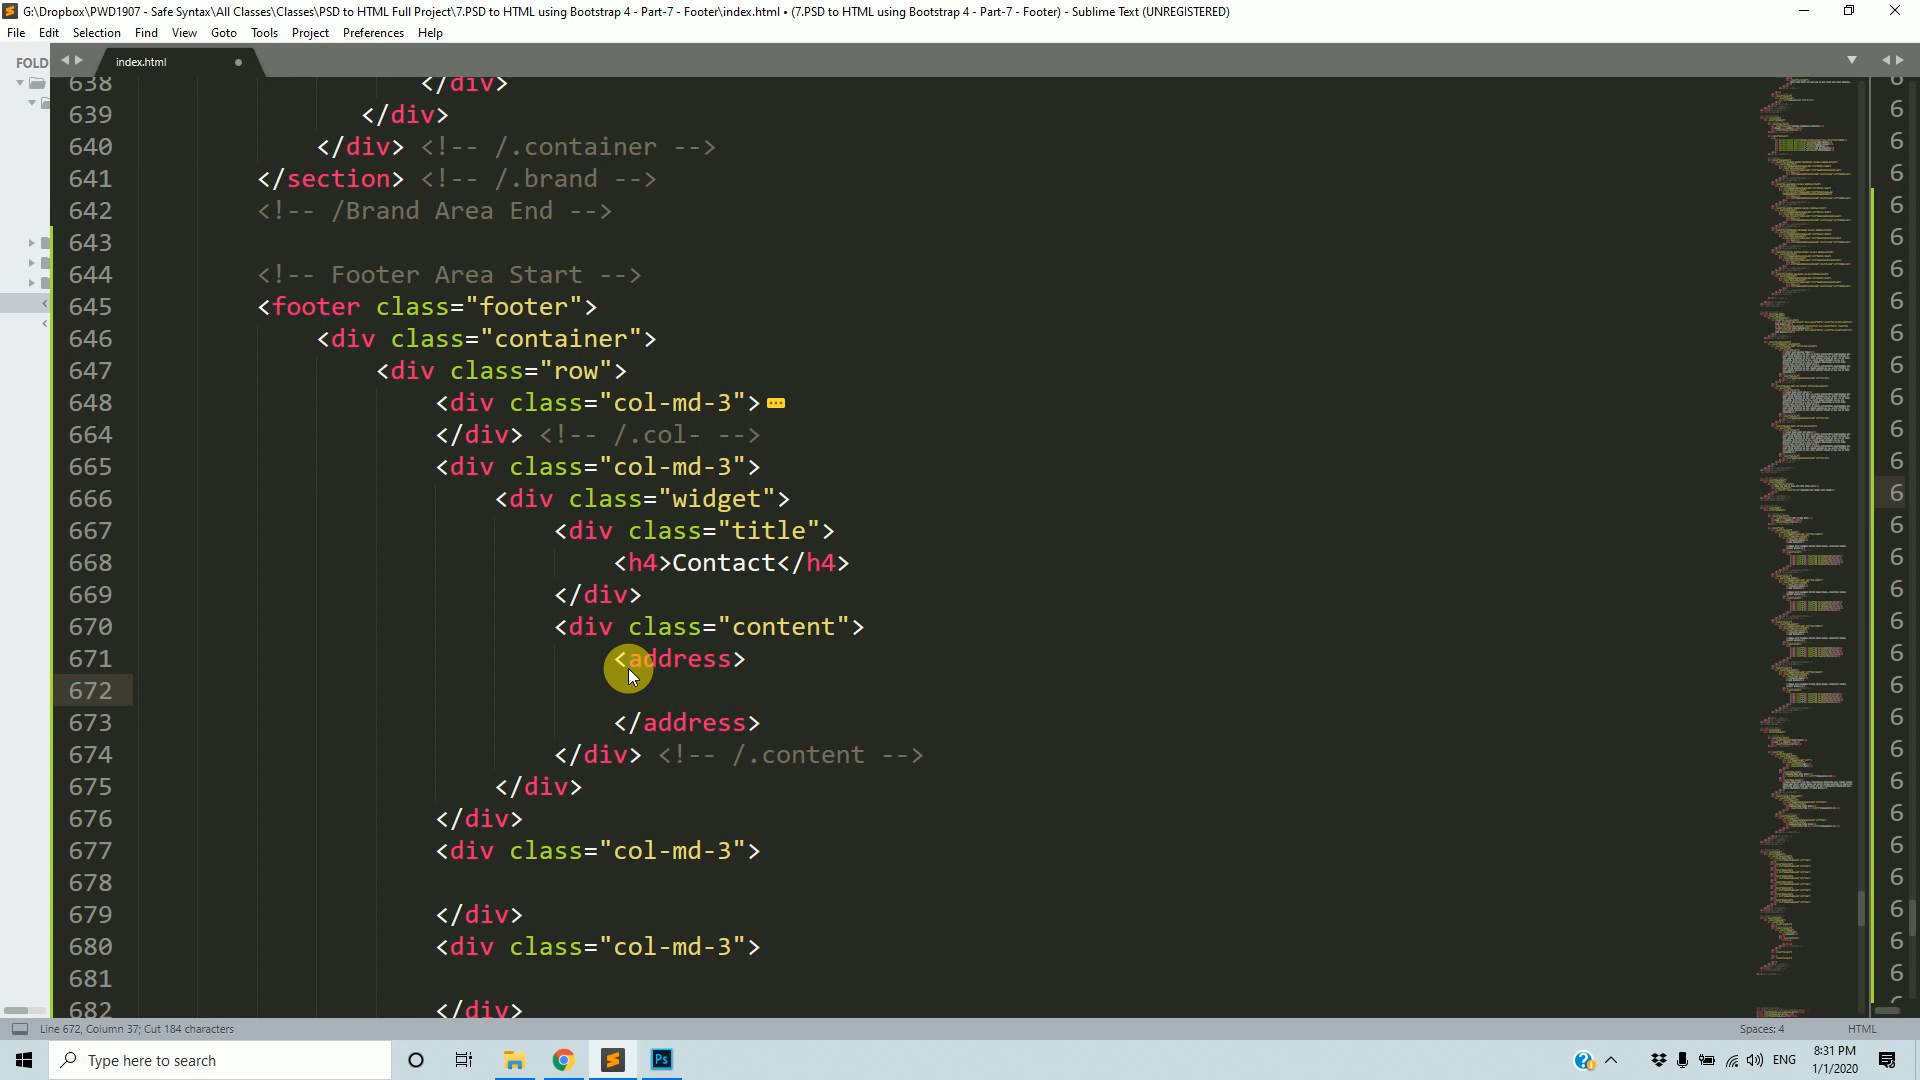 G:\Dropbox\PWD1907 - Safe Syntax\All Classes\Classes\PSD to HTML Full Project\7.PSD to HTML using Bootstrap 4 - Part-7 - Footer\index.html • (7.PSD to HTML using Bootstrap 4 - Part-7 - Footer) - Sublime Text (UNREGISTERED)
File Edit Selection Find View Goto Tools Project Preferences Help
FOLD
index.html
638 </div>
639 </div>
640 </div> <!-- /.container -->
641 </section> <!-- /.brand -->
642 <!-- /Brand Area End -->
643
644 <!-- Footer Area Start -->
645 <footer class="footer">
646 <div class="container">
647 <div class="row">
648 <div class="col-md-3">
664 </div> <!-- /.col- -->
665 <div class="col-md-3">
666 <div class="widget">
667 <div class="title">
668 <h4>Contact</h4>
669 </div>
670 <div class="content">
671 <address>
672
673 </address>
674 </div> <!-- /.content -->
675 </div>
676 </div>
677 <div class="col-md-3">
678
679 </div>
680 <div class="col-md-3">
681
682 </div>
Line 672, Column 37; Cut 184 characters
Spaces: 4
HTML
Type here to search
Ps
ENG
8:31 PM
1/1/2020